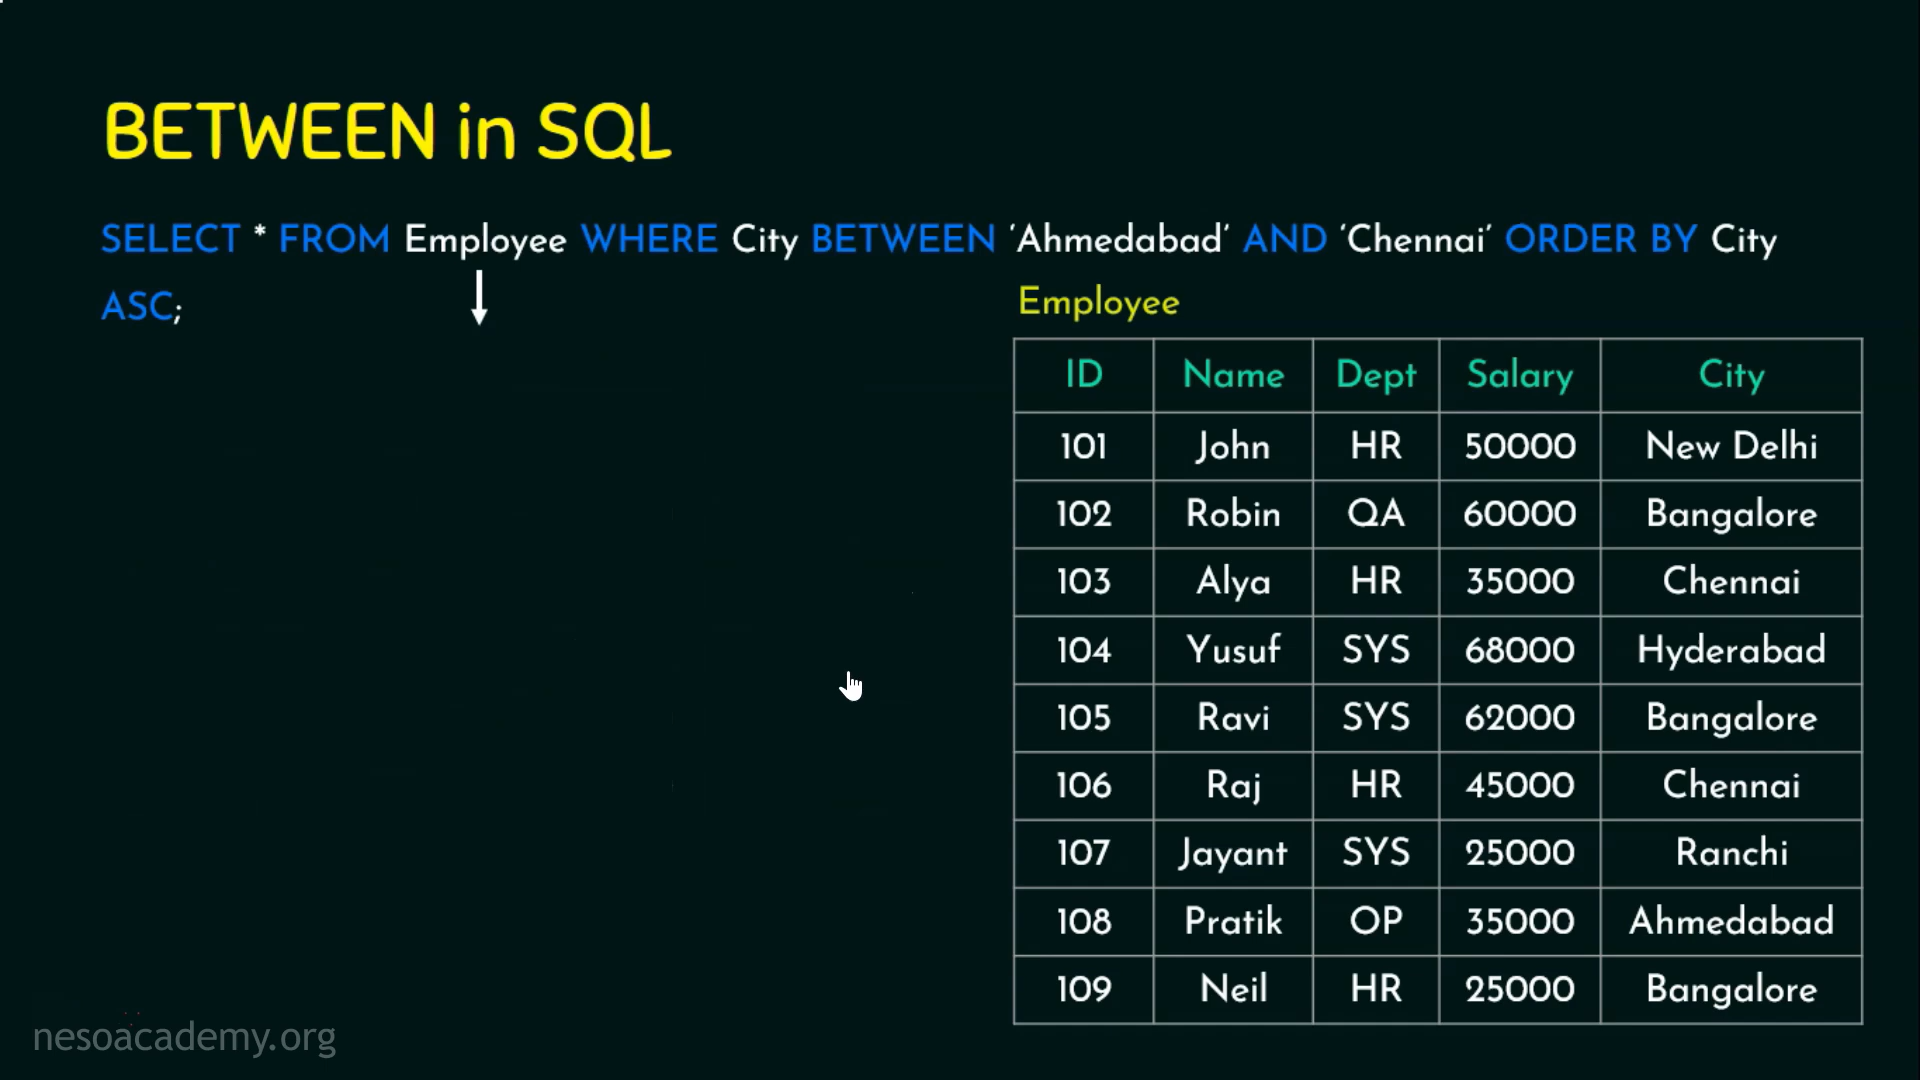 BETWEEN in SQL
SELECT * FROM Employee WHERE City BETWEEN ‘Ahmedabad’ AND ‘Chennai’ ORDER BY City
ASC;
Employee
ID Name Dept Salary City
101 John HR 50000 New Delhi
102 Robin QA 60000 Bangalore
103 Alya HR 35000 Chennai
104 Yusuf SYS 68000 Hyderabad
105 Ravi SYS 62000 Bangalore
106 Raj HR 45000 Chennai
107 Jayant SYS 25000 Ranchi
108 Pratik OP 35000 Ahmedabad
109 Neil HR 25000 Bangalore
nesoacademy.org